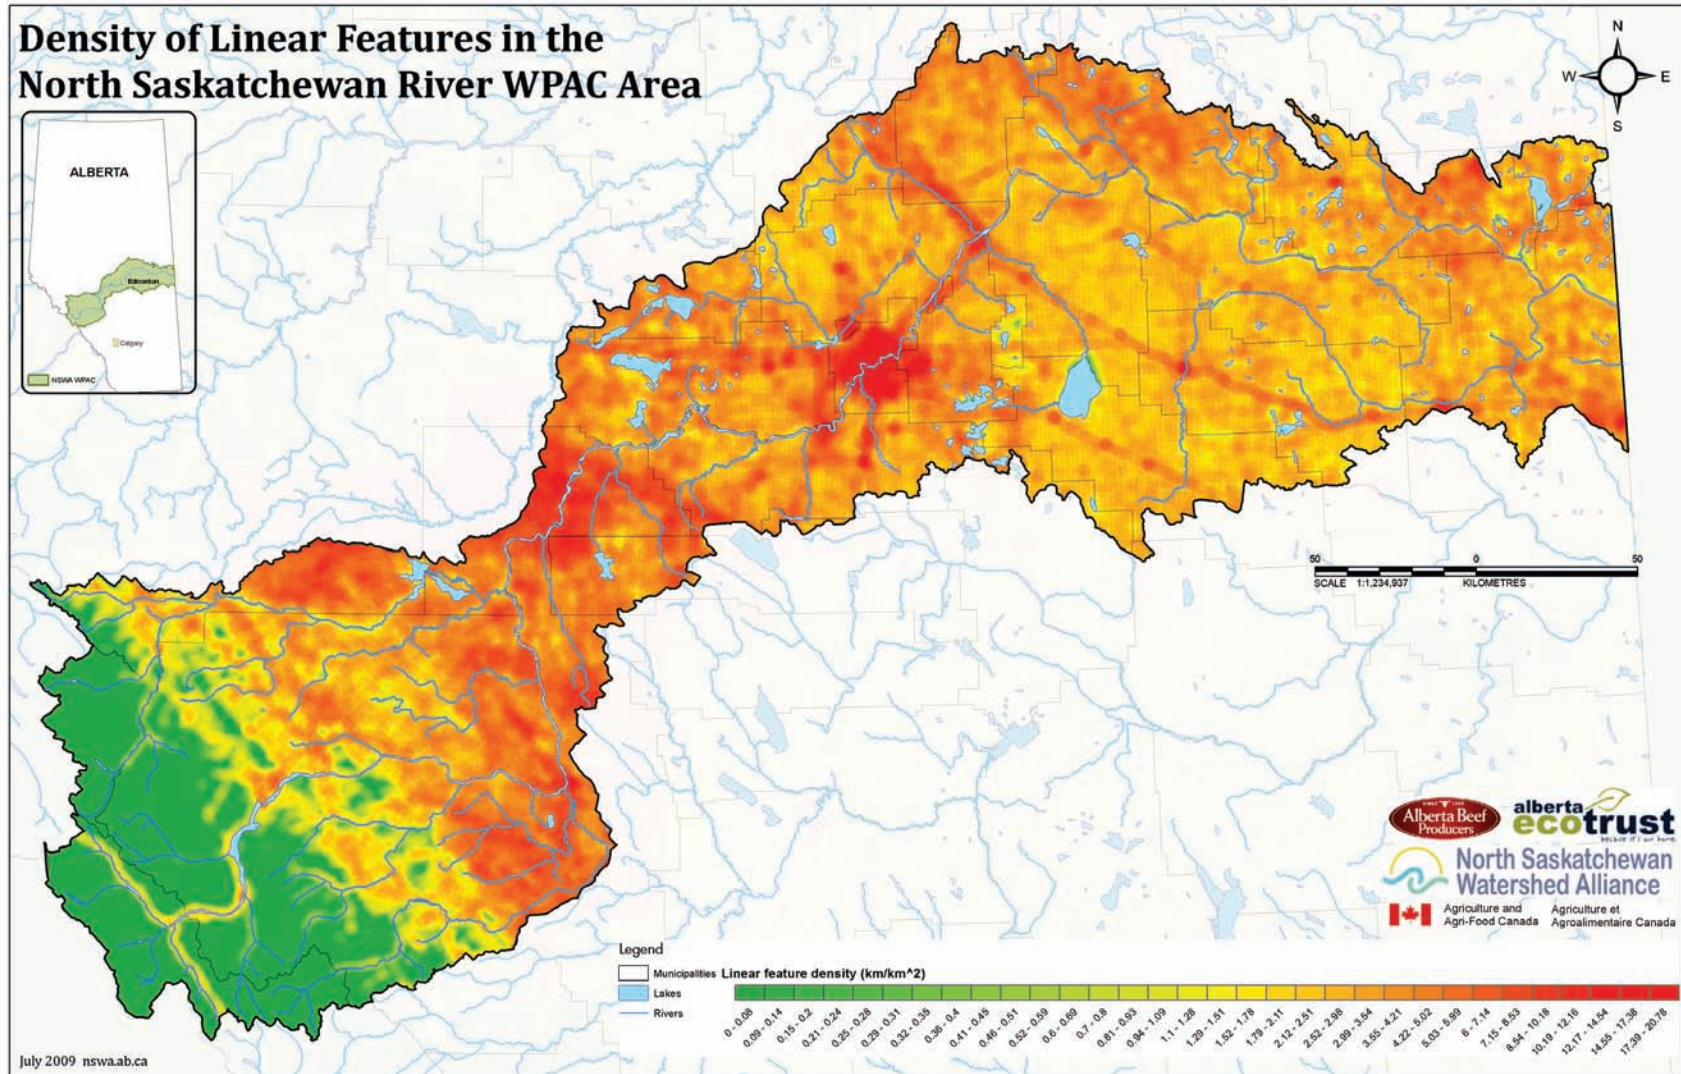 Density of Linear Features in the
North Saskatchewan River WPAC Area
N
W
E
S
ALBERTA
Edmonton
Calgary
NSWA WPAC
50
0
50
SCALE 1:1,234,937
KILOMETRES
SINCE 1896
Alberta Beef
Producers
alberta
ecotrust
because it's our home
North Saskatchewan
Watershed Alliance
Agriculture and
Agri-Food Canada
Agriculture et
Agroalimentaire Canada
Legend
Municipalities
Lakes
Rivers
Linear feature density (km/km^2)
0 - 0.08
0.09 - 0.14
0.15 - 0.2
0.21 - 0.24
0.25 - 0.28
0.29 - 0.31
0.32 - 0.35
0.36 - 0.4
0.41 - 0.45
0.46 - 0.51
0.52 - 0.59
0.6 - 0.69
0.7 - 0.8
0.81 - 0.93
0.94 - 1.09
1.1 - 1.28
1.29 - 1.51
1.52 - 1.78
1.79 - 2.11
2.12 - 2.51
2.52 - 2.98
2.99 - 3.54
3.55 - 4.21
4.22 - 5.02
5.03 - 5.99
6 - 7.14
7.15 - 8.53
8.54 - 10.18
10.19 - 12.16
12.17 - 14.54
14.55 - 17.38
17.39 - 20.78
July 2009 nswa.ab.ca